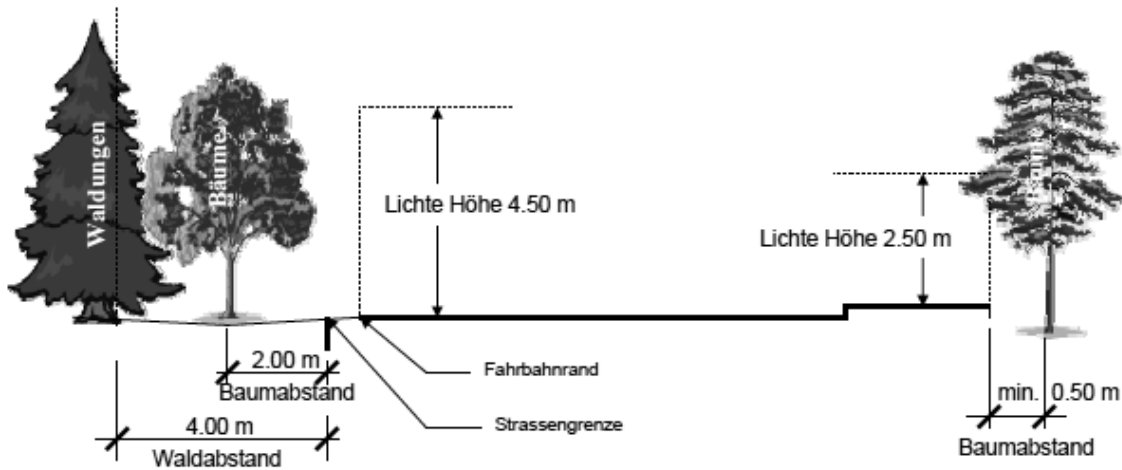 Waldungen
Bäume
Lichte Höhe 4.50 m
Lichte Höhe 2.50 m
2.00 m
Baumabstand
4.00 m
Waldabstand
Fahrbahnrand
Strassengrenze
min. 0.50 m
Baumabstand